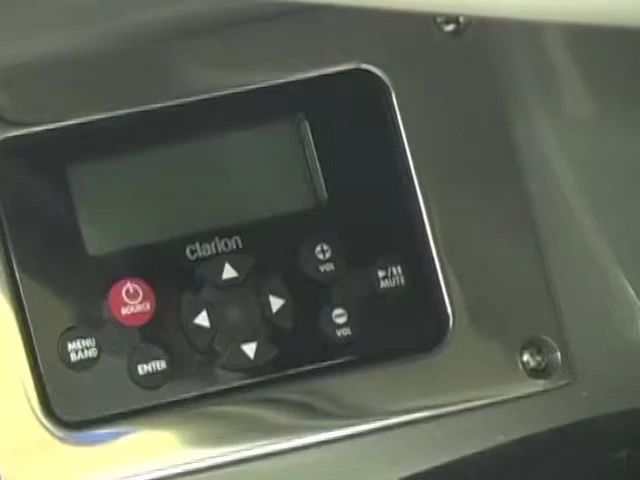 clarion
VOL
▶/❚❚
MUTE
SOURCE
VOL
MENU
BAND
ENTER